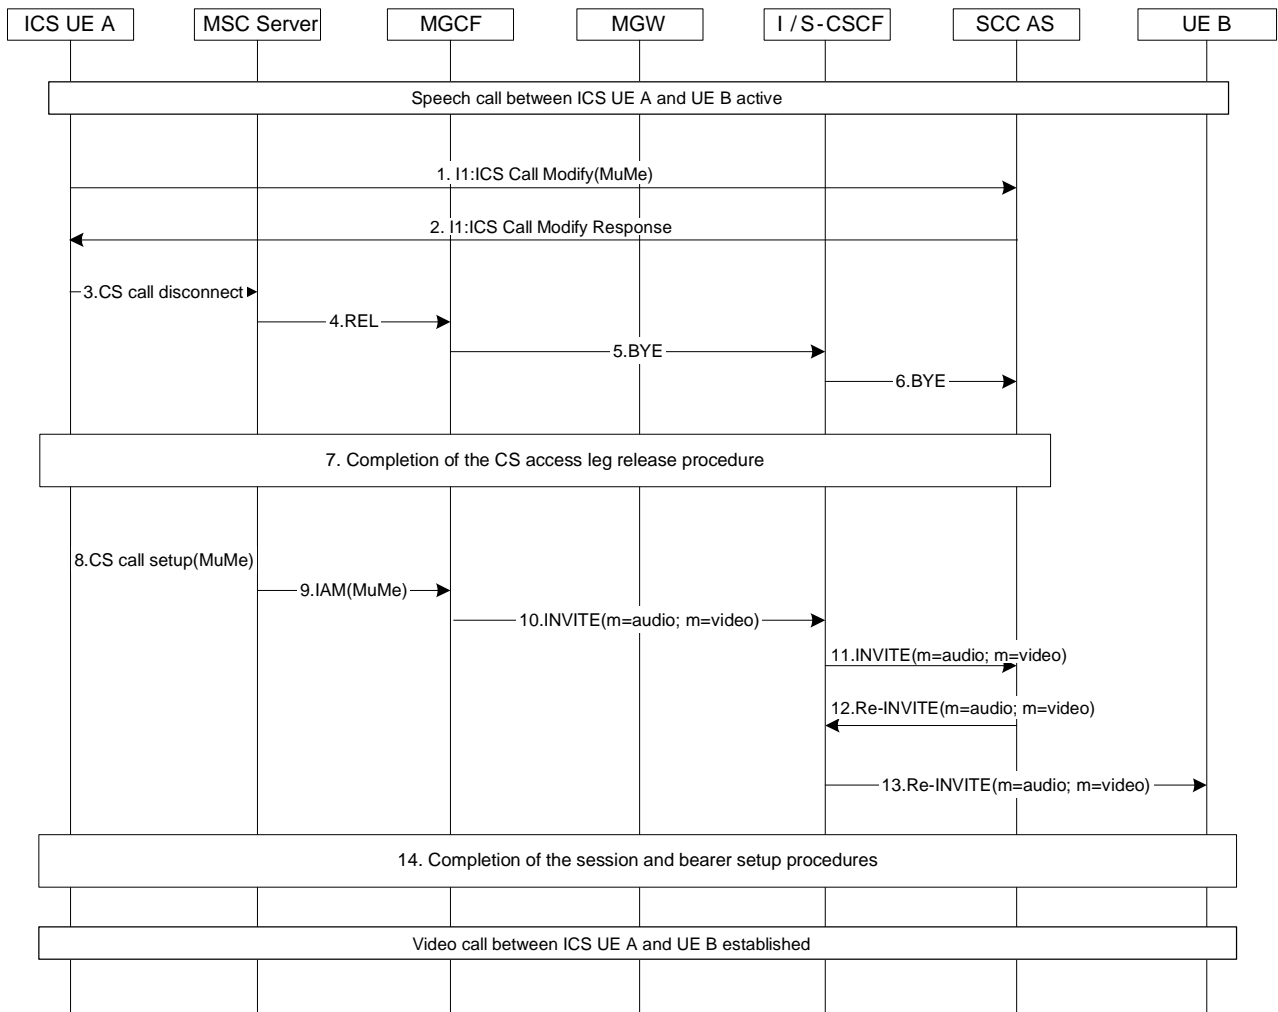 ICS UE A
MSC Server
MGCF
MGW
I / S-CSCF
SCC AS
UE B
Speech call between ICS UE A and UE B active
1. I1:ICS Call Modify(MuMe)
2. I1:ICS Call Modify Response
3.CS call disconnect
4.REL
5.BYE
6.BYE
7. Completion of the CS access leg release procedure
8.CS call setup(MuMe)
9.IAM(MuMe)
10.INVITE(m=audio; m=video)
11.INVITE(m=audio; m=video)
12.Re-INVITE(m=audio; m=video)
13.Re-INVITE(m=audio; m=video)
14. Completion of the session and bearer setup procedures
Video call between ICS UE A and UE B established